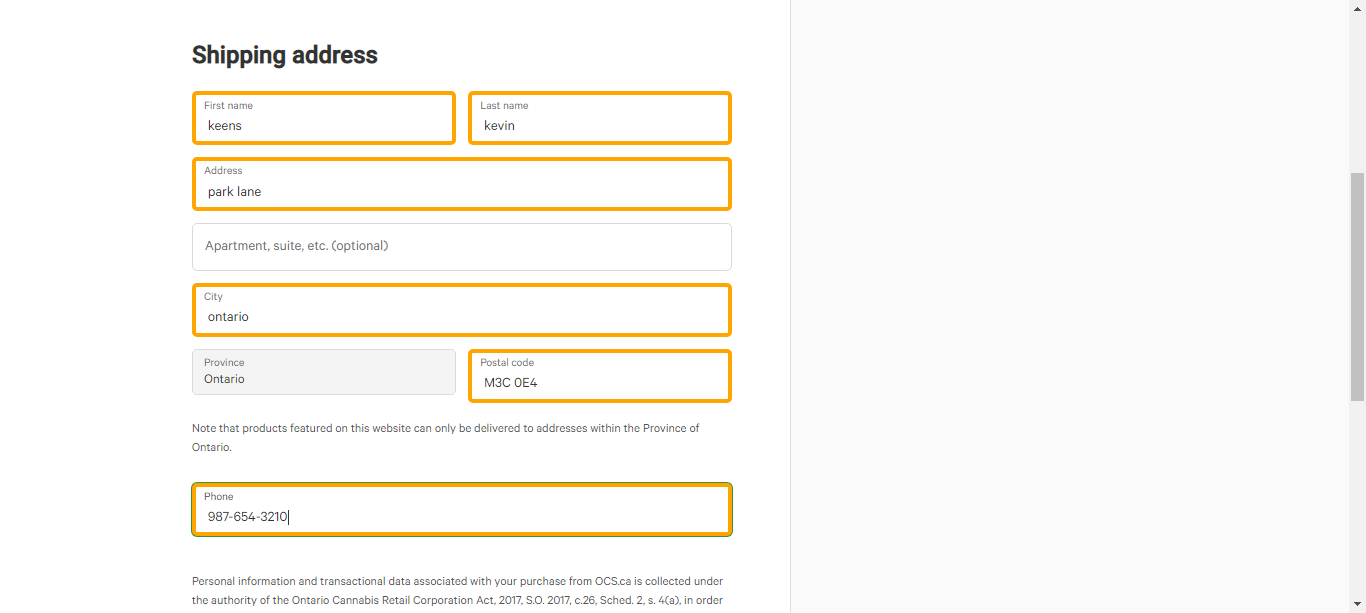 Shipping address
First name
keens
Last name
kevin
Address
park lane
Apartment, suite, etc. (optional)
City
ontario
Province
Ontario
Postal code
M3C 0E4
Note that products featured on this website can only be delivered to addresses within the Province of
Ontario.
Phone
987-654-3210
Personal information and transactional data associated with your purchase from OCS.ca is collected under
the authority of the Ontario Cannabis Retail Corporation Act, 2017, S.O. 2017, c.26, Sched. 2, s. 4(a), in order